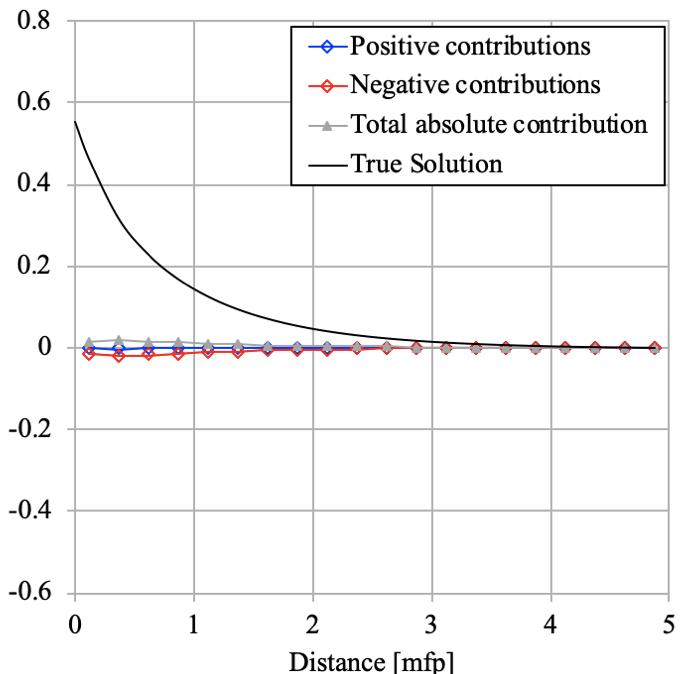 0.8
Positive contributions
Negative contributions
Total absolute contribution
True Solution
0.6
0.4
0.2
0
-0.2
-0.4
-0.6
0 1 2 3 4 5
Distance [mfp]